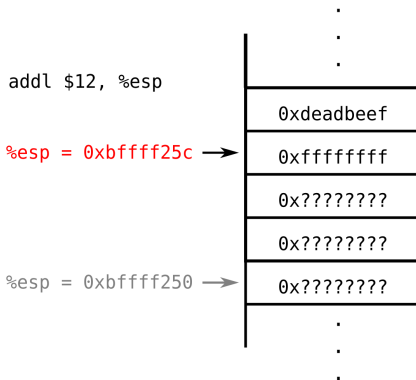 addl $12, %esp
0xdeadbeef
%esp = 0xbffff25c
0xffffffff
0x????????
0x????????
%esp = 0xbffff250
0x????????